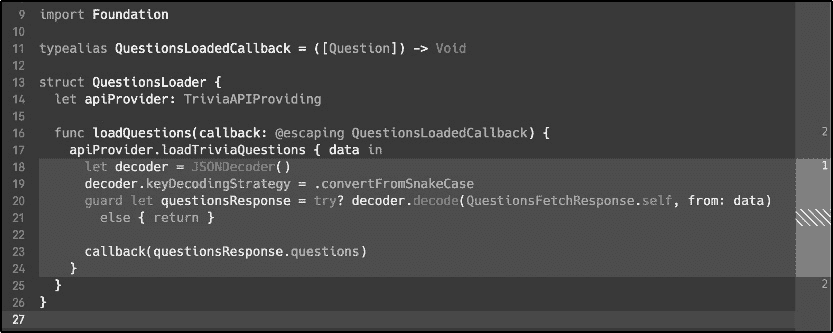 9 import Foundation
10
11 typealias QuestionsLoadedCallback = ([Question]) -> Void
12
13 struct QuestionsLoader {
14 let apiProvider: TriviaAPIProviding
15
16 func loadQuestions(callback: @escaping QuestionsLoadedCallback) { 2
17 apiProvider.loadTriviaQuestions { data in
18 let decoder = JSONDecoder() 1
19 decoder.keyDecodingStrategy = .convertFromSnakeCase
20 guard let questionsResponse = try? decoder.decode(QuestionsFetchResponse.self, from: data)
21 else { return }
22
23 callback(questionsResponse.questions)
24 }
25 } 2
26 }
27